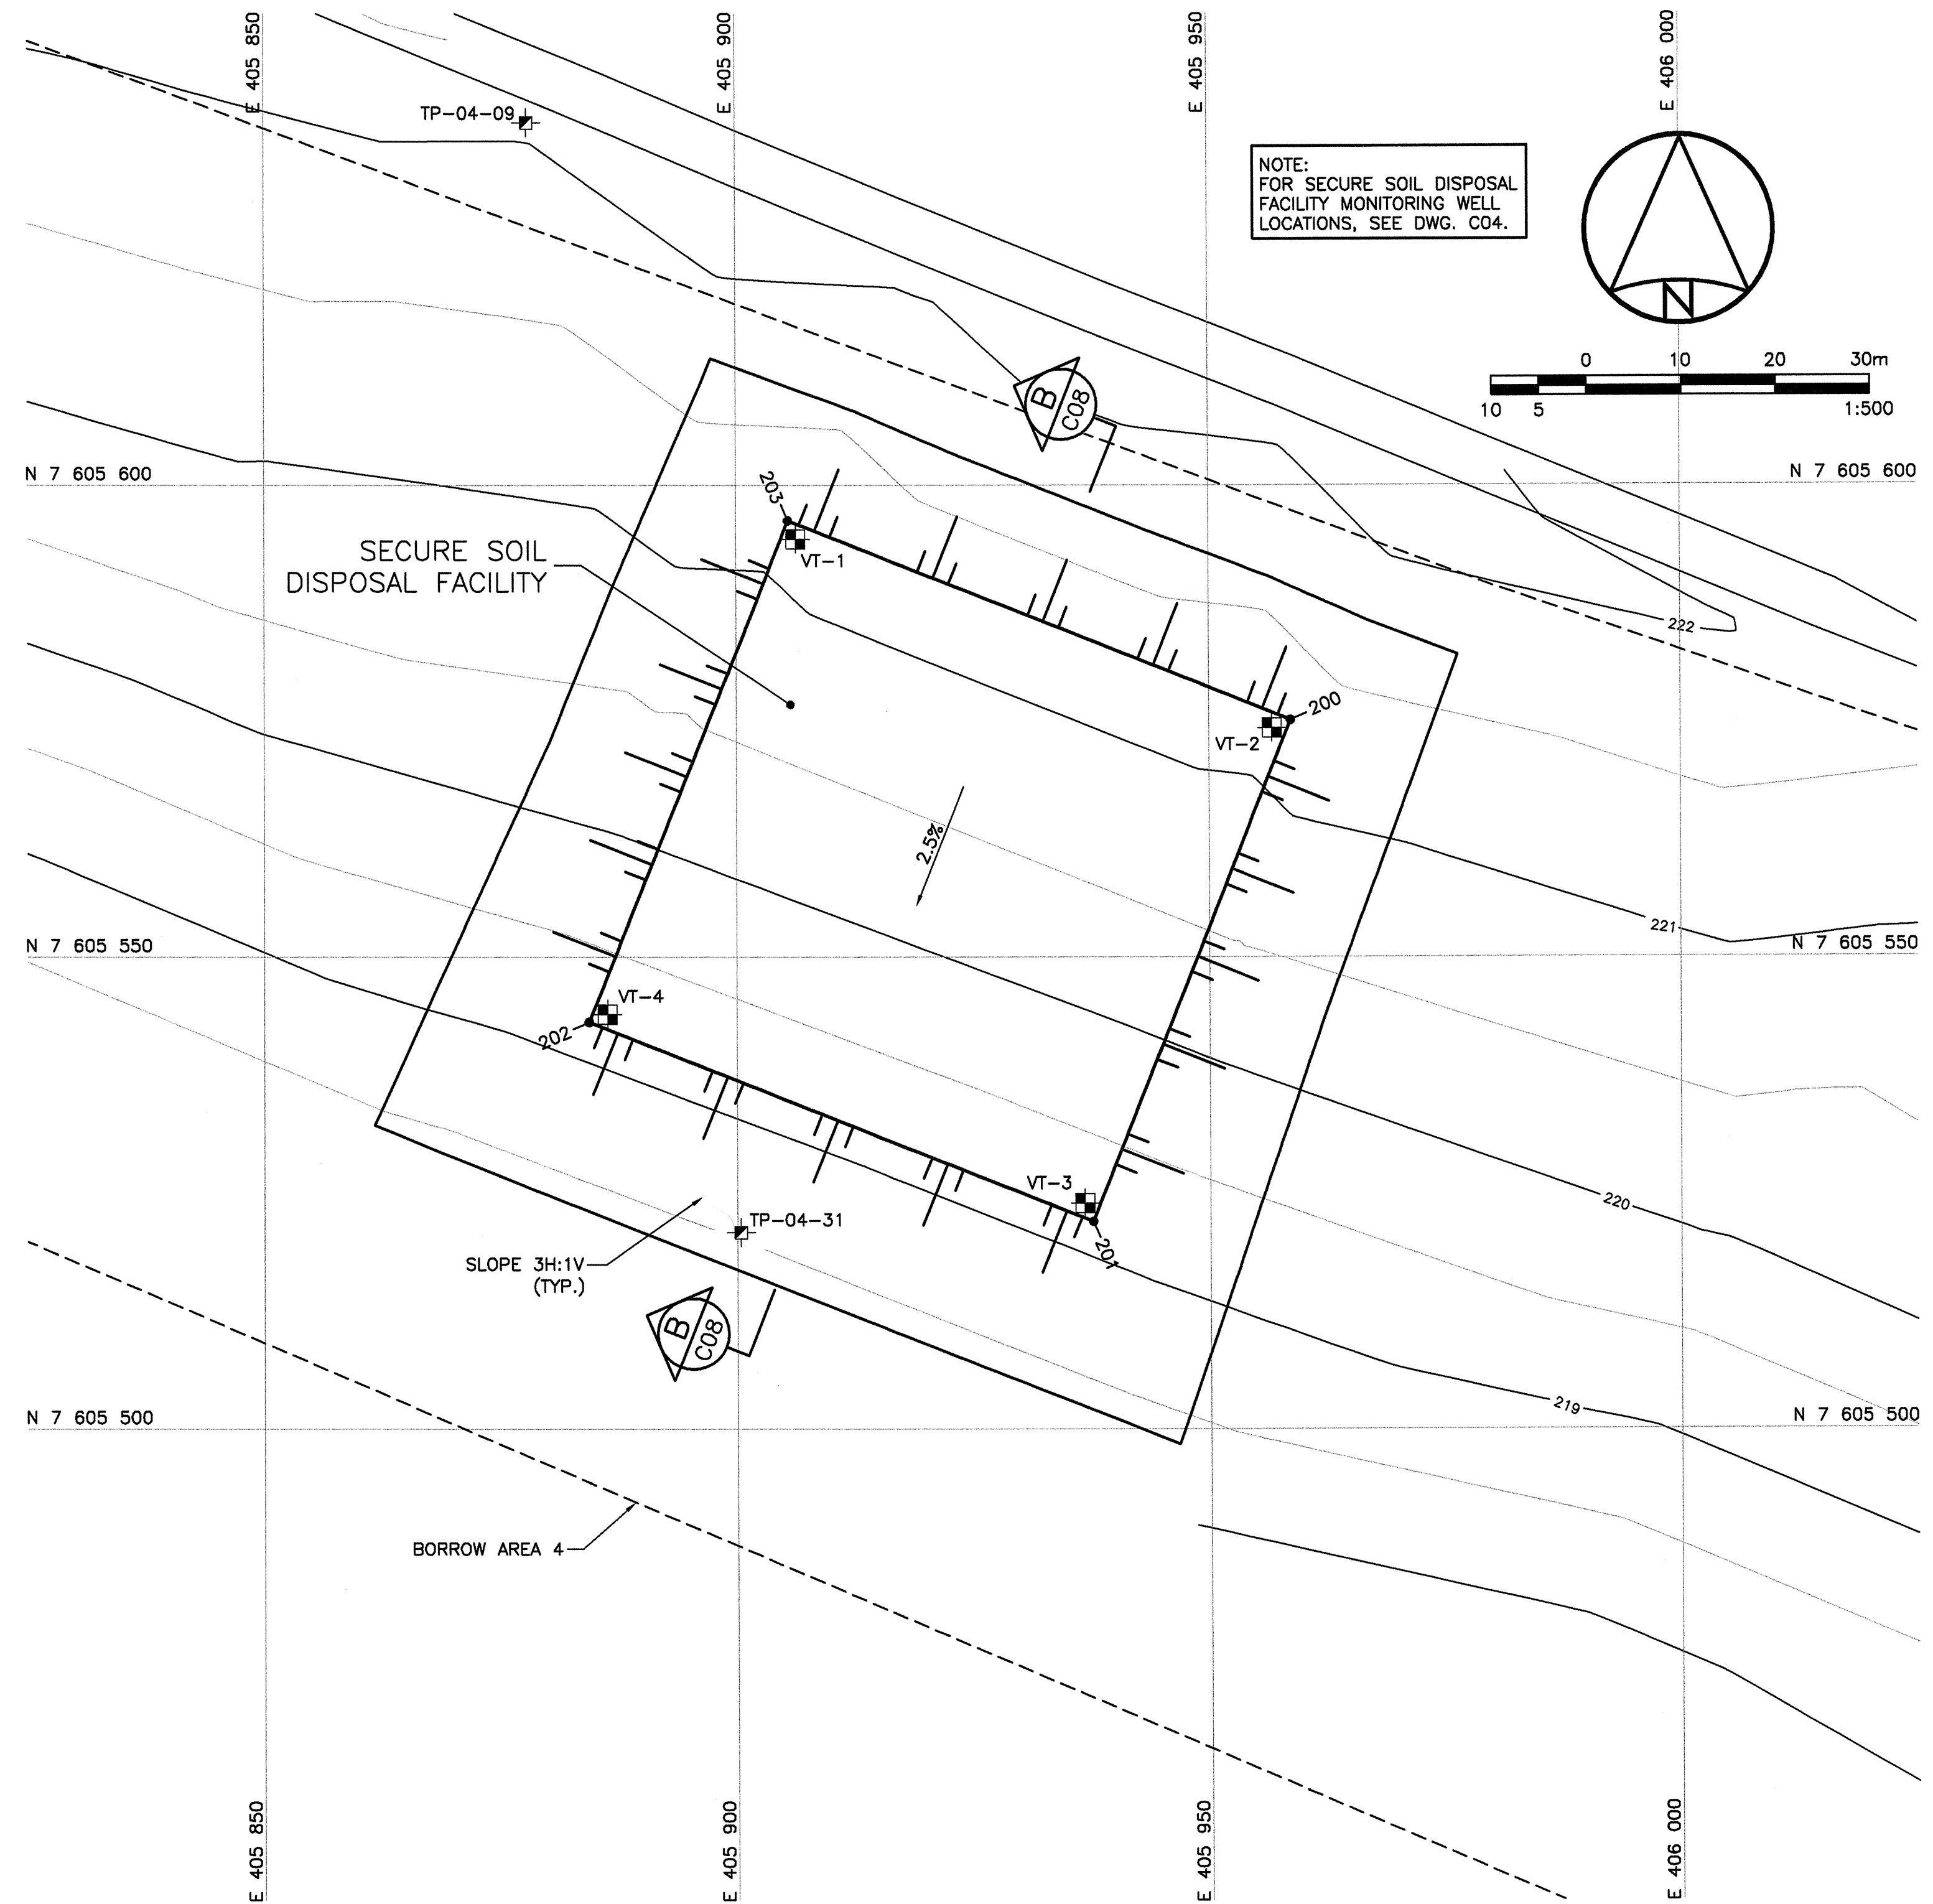 E 405 850
E 405 900
E 405 950
E 406 000
TP-04-09
NOTE:
FOR SECURE SOIL DISPOSAL
FACILITY MONITORING WELL
LOCATIONS, SEE DWG. C04.
N
0 10 20 30m
10 5 1:500
B
C08
N 7 605 600
N 7 605 600
203
SECURE SOIL
DISPOSAL FACILITY
VT-1
222
200
VT-2
2.5%
221
N 7 605 550
N 7 605 550
VT-4
202
VT-3
220
TP-04-31
201
SLOPE 3H:1V
(TYP.)
B
C08
219
N 7 605 500
N 7 605 500
BORROW AREA 4
E 405 850
E 405 900
E 405 950
E 406 000